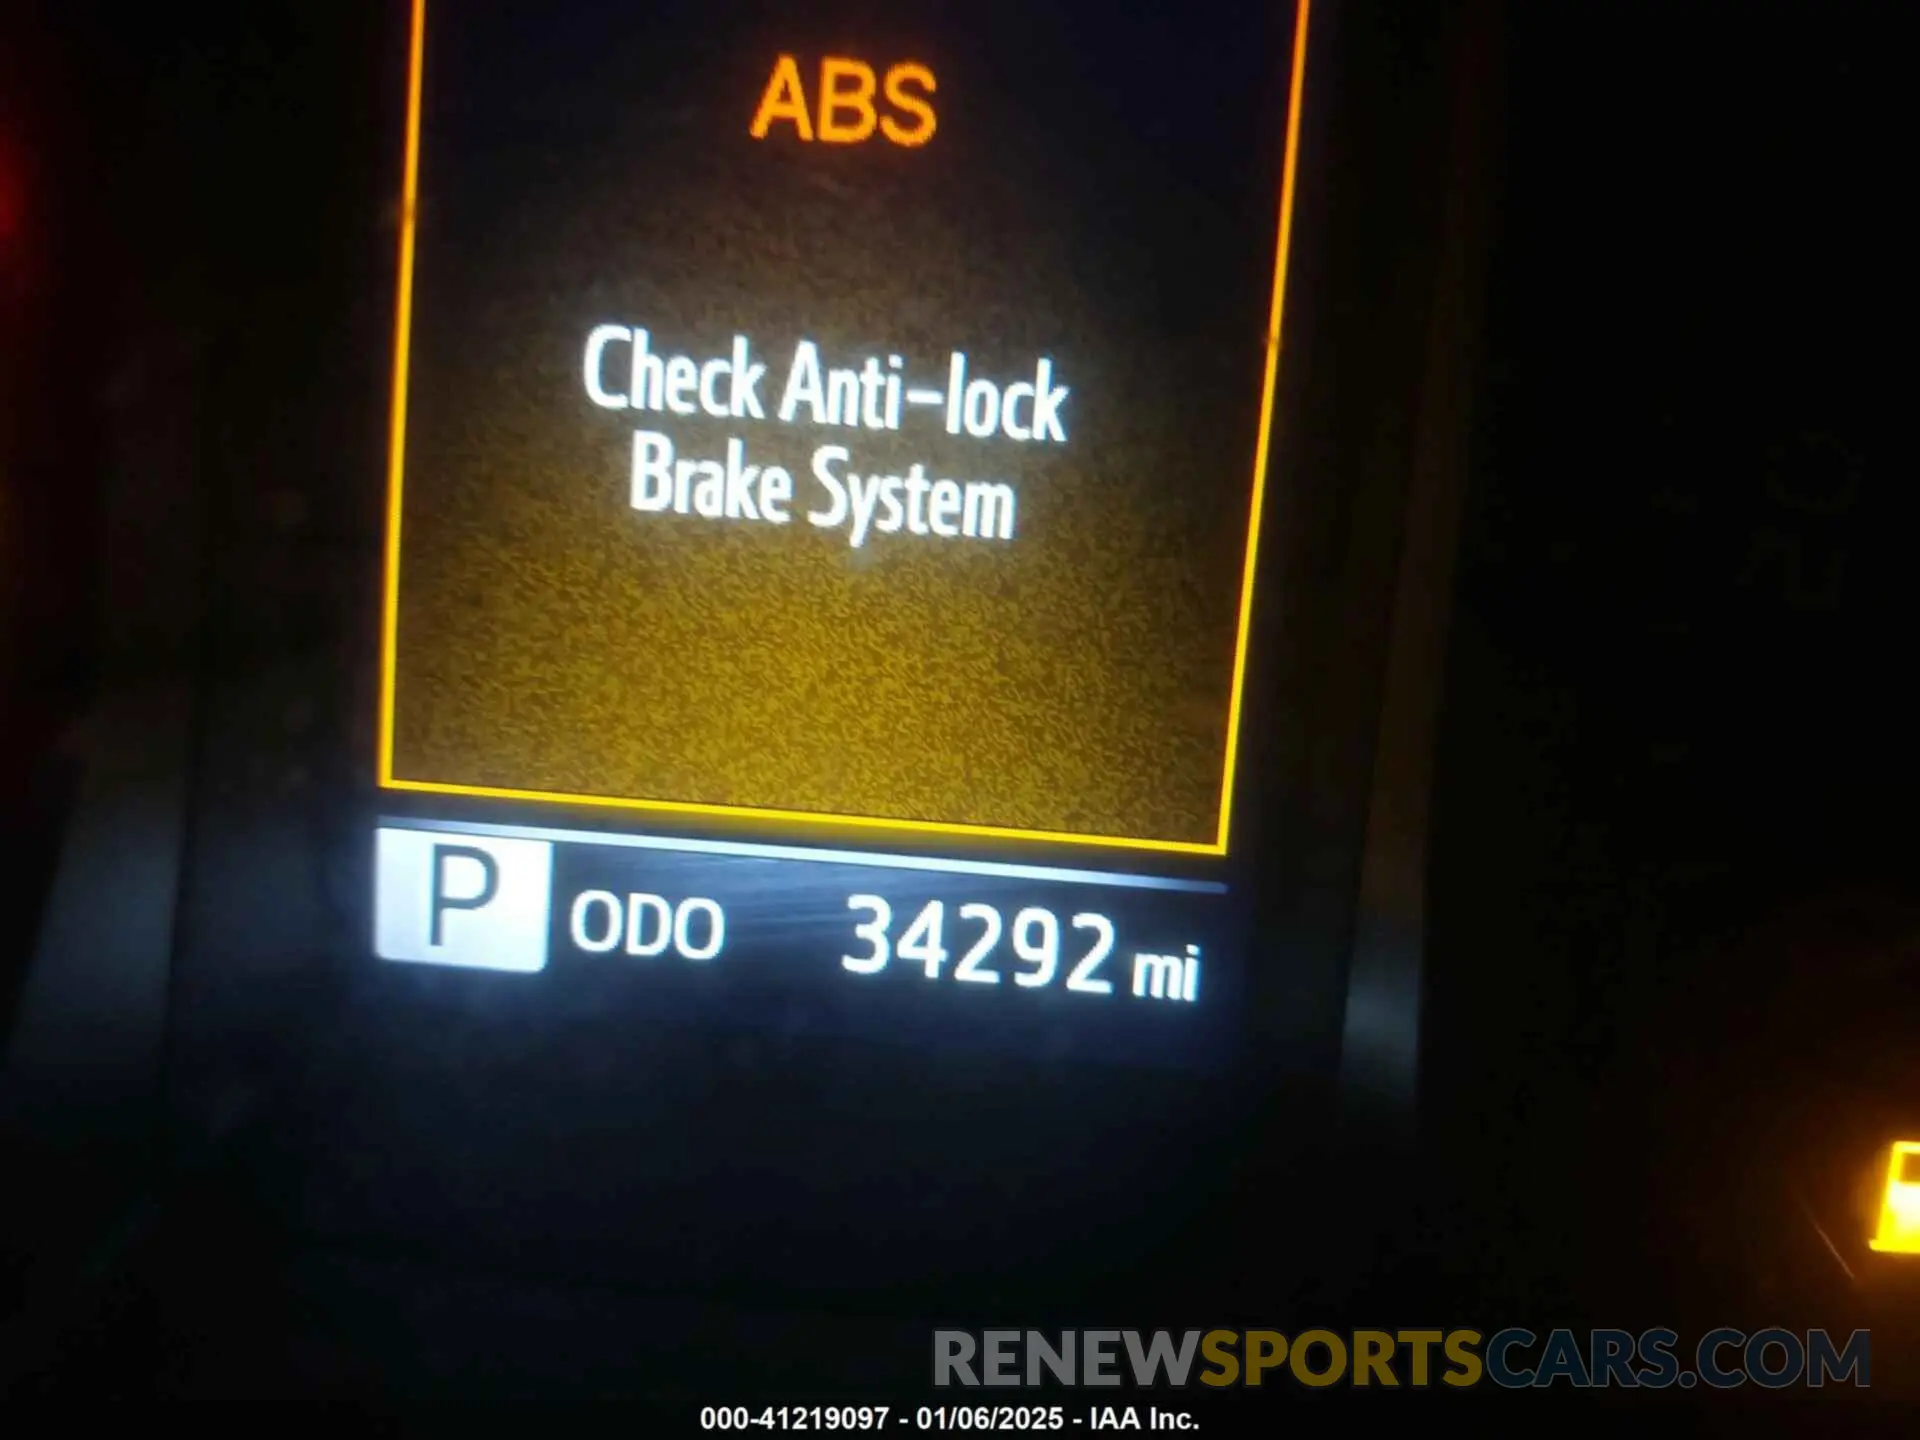 ABS
Check Anti-lock
Brake System
P ODO 34292 mi
RENEWSPORTSCARS.COM
000-41219097 - 01/06/2025 - IAA Inc.